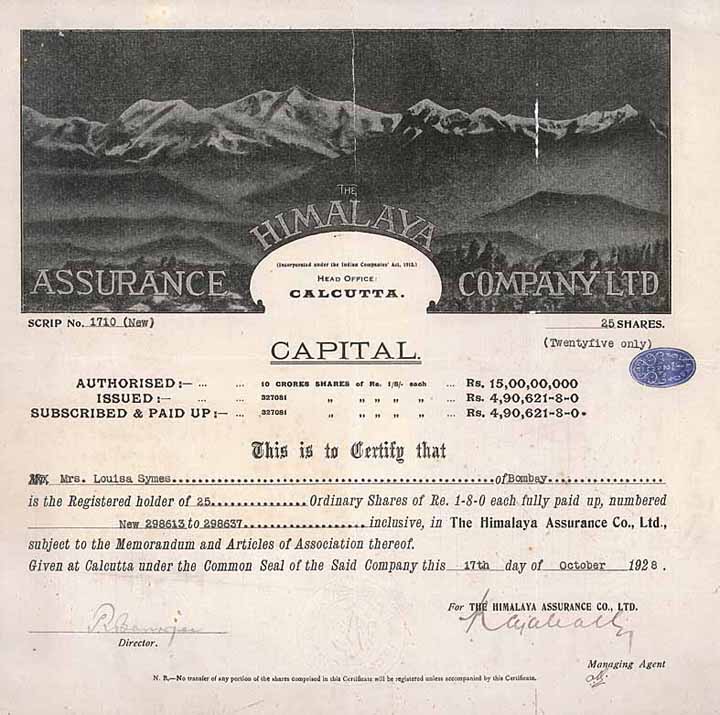 THE
HIMALAYA
ASSURANCE COMPANY LTD
(Incorporated under the Indian Companies' Act, 1913.)
HEAD OFFICE:
CALCUTTA.
SCRIP No. 1710 (New) 25 SHARES.
(Twentyfive only)
CAPITAL.
AUTHORISED:— ... ... 10 CRORES SHARES of Re. 1/8/- each ... Rs. 15,00,00,000
ISSUED:— ... ... 327081 " " " " " ... Rs. 4,90,621-8-0
SUBSCRIBED & PAID UP:— ... 327081 " " " " " ... Rs. 4,90,621-8-0.
This is to Certify that
Mrs. Louisa Symes of Bombay
is the Registered holder of 25 Ordinary Shares of Re. 1-8-0 each fully paid up, numbered
New 298613 to 298637 inclusive, in The Himalaya Assurance Co., Ltd.,
subject to the Memorandum and Articles of Association thereof.
Given at Calcutta under the Common Seal of the Said Company this 17th day of October 1928.
For THE HIMALAYA ASSURANCE CO., LTD.
Director.
Managing Agent
N. B.—No transfer of any portion of the shares comprised in this Certificate will be registered unless accompanied by this Certificate.